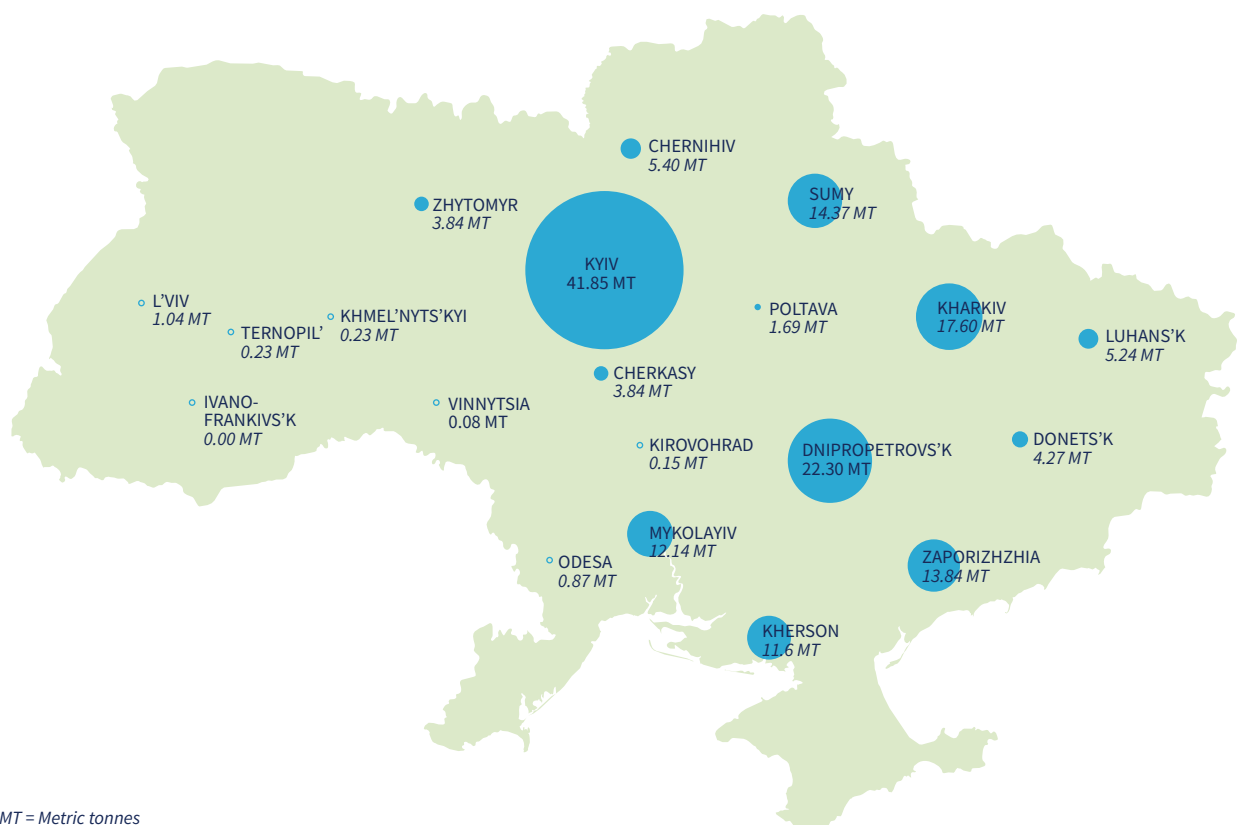 CHERNIHIV
5.40 MT
SUMY
14.37 MT
ZHYTOMYR
3.84 MT
KYIV
41.85 MT
L’VIV
1.04 MT
TERNOPIL’
0.23 MT
KHMEL’NYTS’KYI
0.23 MT
POLTAVA
1.69 MT
KHARKIV
17.60 MT
LUHANS’K
5.24 MT
CHERKASY
3.84 MT
IVANO-
FRANKIVS’K
0.00 MT
VINNYTSIA
0.08 MT
KIROVOHRAD
0.15 MT
DNIPROPETROVS’K
22.30 MT
DONETS’K
4.27 MT
MYKOLAYIV
12.14 MT
ODESA
0.87 MT
ZAPORIZHZHIA
13.84 MT
KHERSON
11.6 MT
MT = Metric tonnes